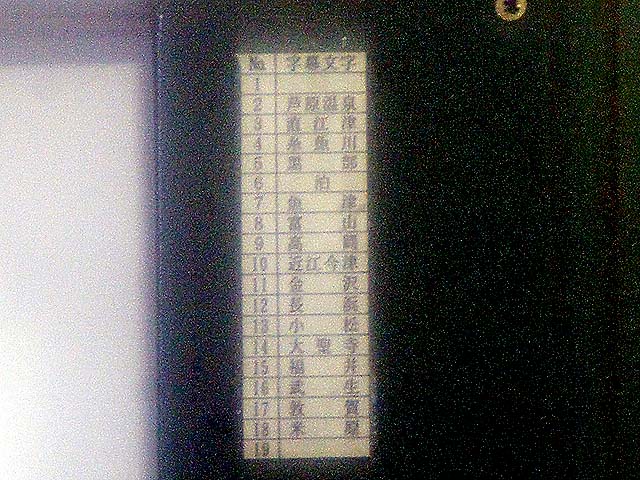 No. 字幕文字
1
2 芦原温泉
3 直江津
4 糸魚川
5 黒部
6 泊
7 魚津
8 富山
9 高岡
10 近江今津
11 金沢
12 長浜
13 小松
14 大聖寺
15 福井
16 武生
17 敦賀
18 米原
19